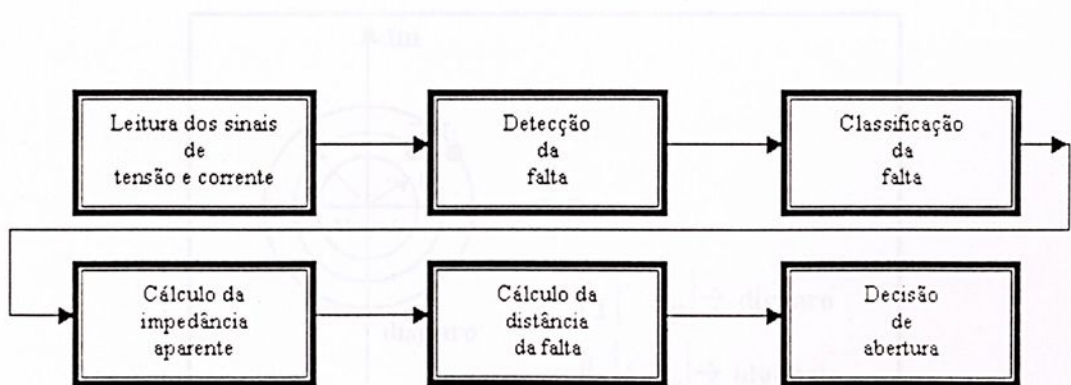 Leitura dos sinais
de
tensão e corrente
Detecção
da
falta
Classificação
da
falta
Cálculo da
impedância
aparente
Cálculo da
distância
da falta
Decisão
de
abertura